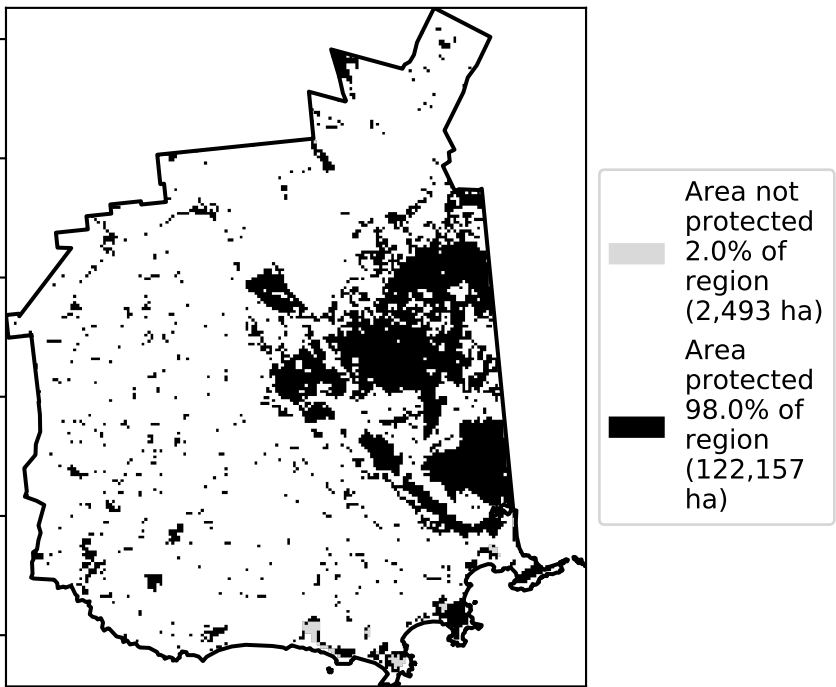 Area not
protected
2.0% of
region
(2,493 ha)
Area
protected
98.0% of
region
(122,157
ha)